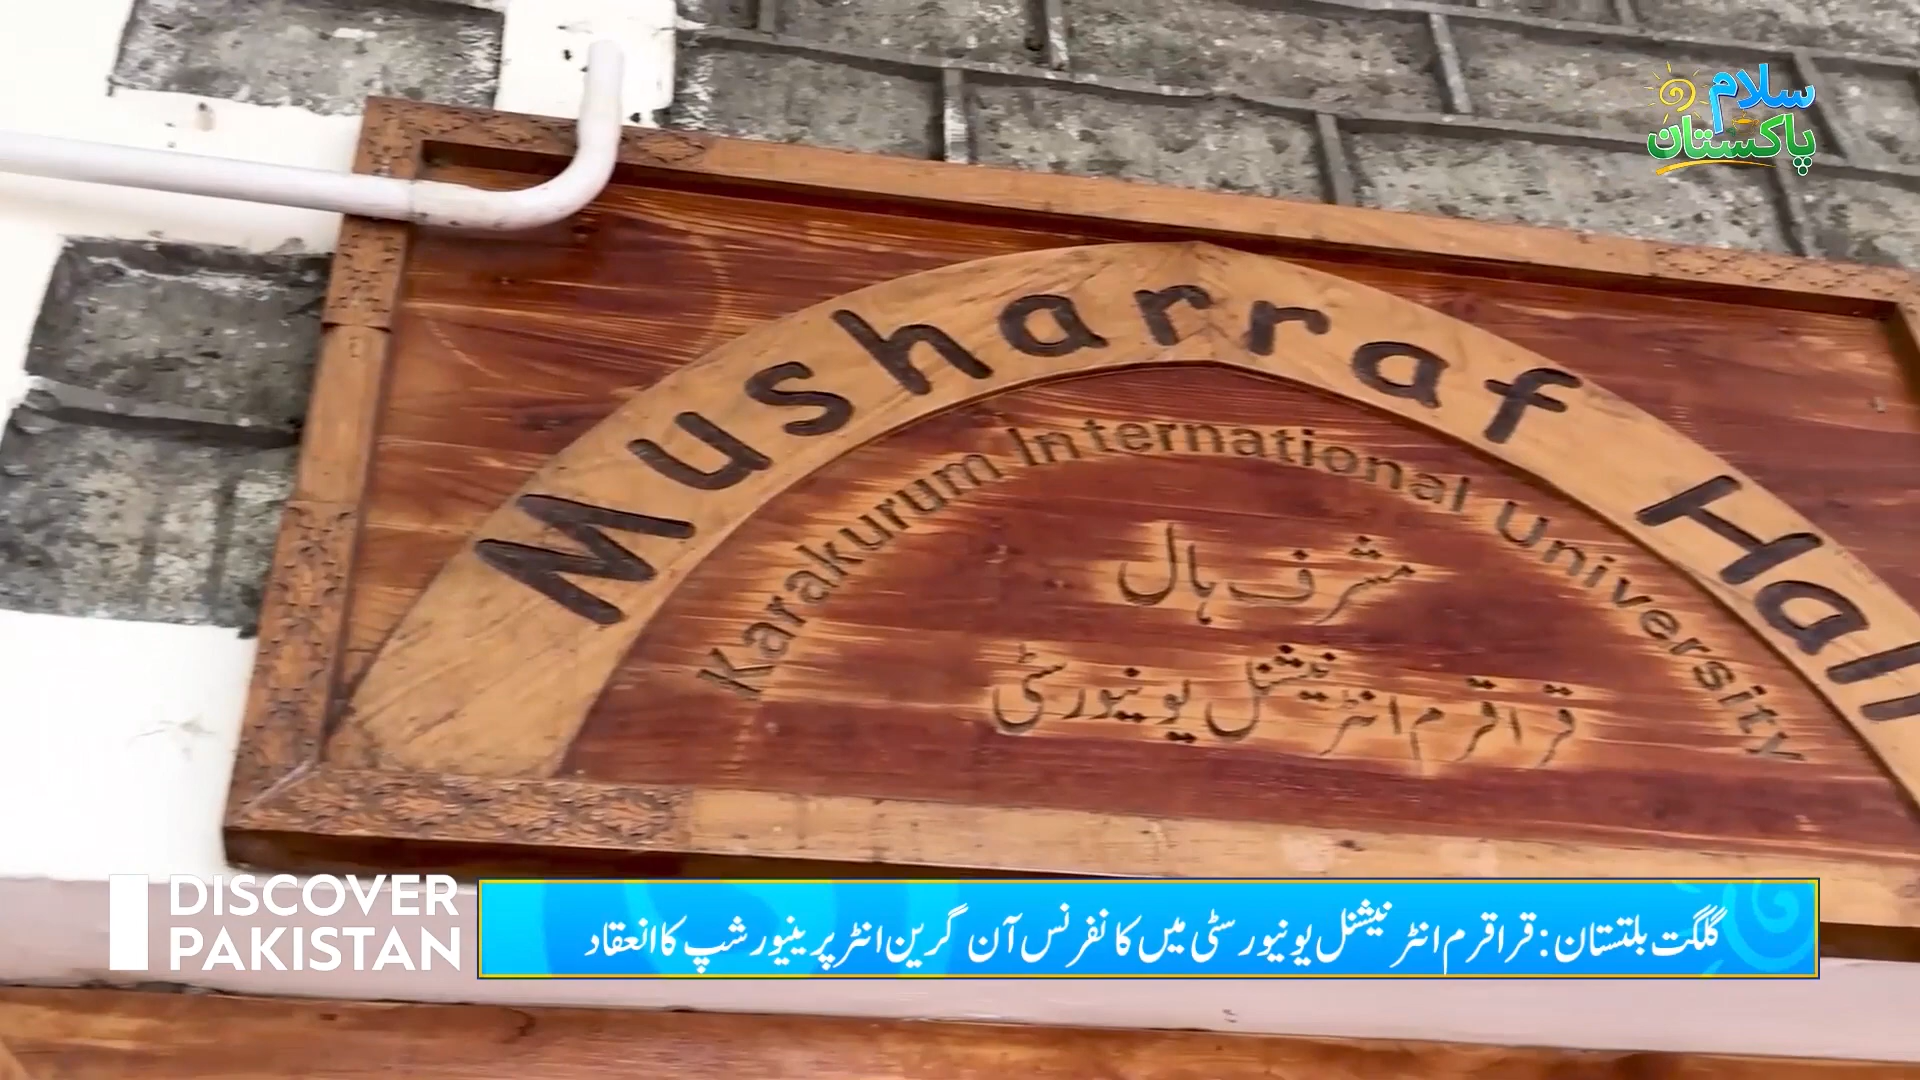 سلام
پاکستان
Musharraf Hall
Karakurum International University
مشرف ہال
قراقرم انٹرنیشنل یونیورسٹی
DISCOVER
PAKISTAN
گلگت بلتستان: قراقرم انٹرنیشنل یونیورسٹی میں کانفرنس آن گرین انٹرپرینیورشپ کا انعقاد